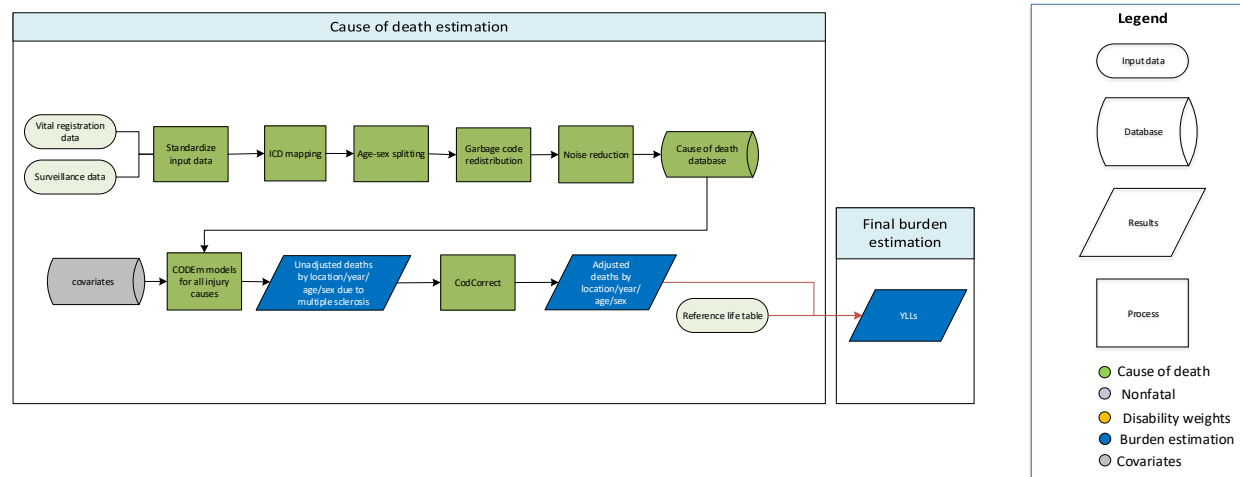 Cause of death estimation
Vital registration
data
Surveillance data
Standardize
input data
ICD mapping
Age-sex splitting
Garbage code
redistribution
Noise reduction
Cause of death
database
covariates
CODEm models
for all injury
causes
Unadjusted deaths
by location/year/
age/sex due to
multiple sclerosis
CodCorrect
Adjusted
deaths by
location/year/
age/sex
Reference life table
Final burden
estimation
YLLs
Legend
Input data
Database
Results
Process
Cause of death
Nonfatal
Disability weights
Burden estimation
Covariates